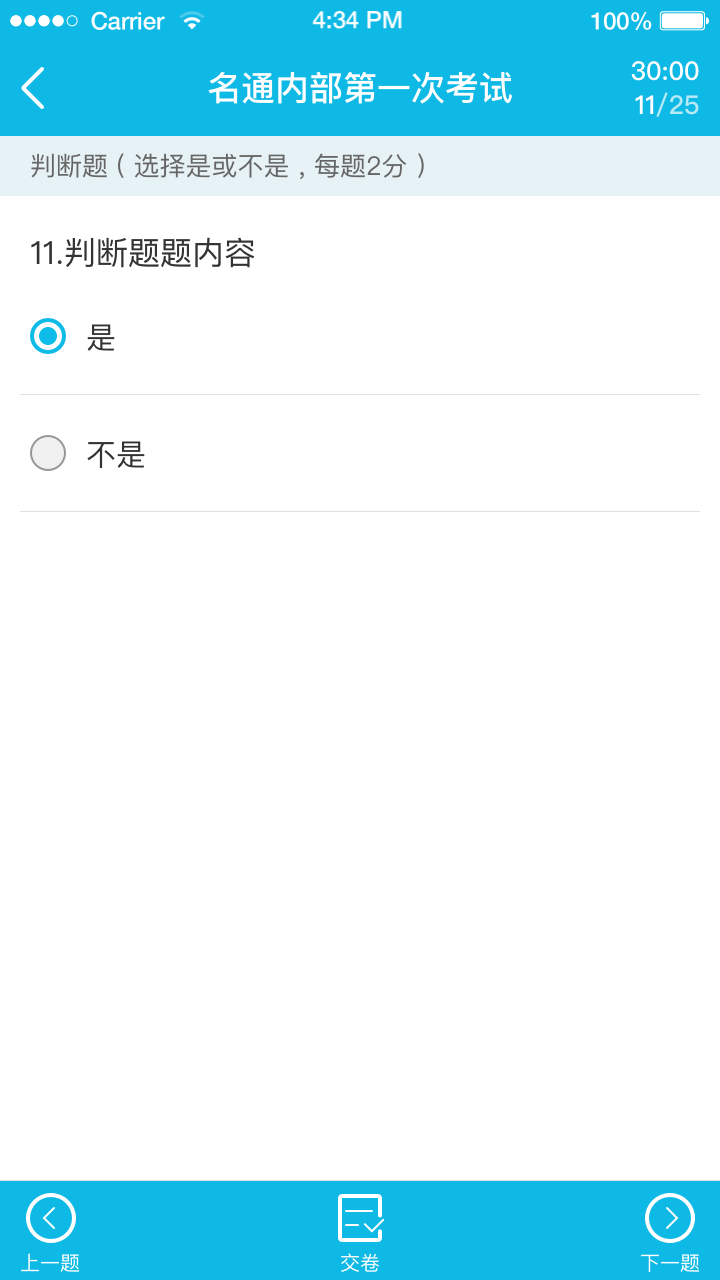 Carrier 4:34 PM 100%
名通内部第一次考试
30:00
11/25
判断题（选择是或不是，每题2分）
11.判断题题内容
是
不是
上一题 交卷 下一题